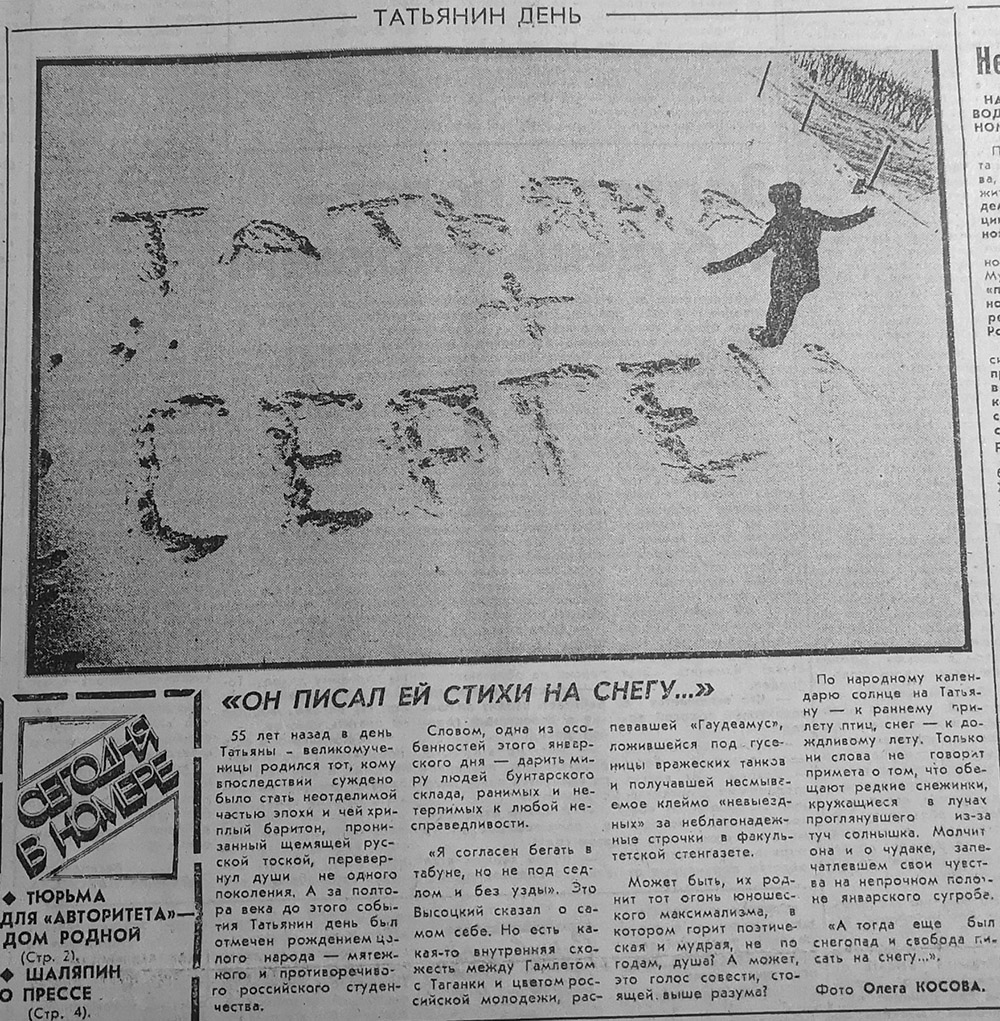 ТАТЬЯНИН ДЕНЬ
ТАТЬЯНА
+
СЕРГЕЙ
«ОН ПИСАЛ ЕЙ СТИХИ НА СНЕГУ...»
55 лет назад в день
Татьяны – великомуче-
ницы родился тот, кому
впоследствии суждено
было стать неотделимой
частью эпохи и чей хри-
плый баритон, прони-
занный щемящей рус-
ской тоской, перевер-
нул души не одного
поколения. А за полто-
ра века до этого собы-
тия Татьянин день был
отмечен рождением це-
лого народа — мятеж-
ного и противоречиво-
го российского студен-
чества.
Словом, одна из осо-
бенностей этого январ-
ского дня — дарить ми-
ру людей бунтарского
склада, ранимых и не-
терпимых к любой не-
справедливости.
«Я согласен бегать в
табуне, но не под сед-
лом и без узды». Это
Высоцкий сказал о са-
мом себе. Но есть ка-
кая-то внутренняя схо-
жесть между Гамлетом
с Таганки и цветом рос-
сийской молодежи, рас-
певавшей «Гаудеамус»,
ложившейся под гусе-
ницы вражеских танков
и получавшей несмыва-
емое клеймо «невыезд-
ных» за неблагонадеж-
ные строчки в факуль-
тетской стенгазете.
Может быть, их род-
нит тот огонь юношес-
кого максимализма, в
котором горит поэтиче-
ская и мудрая, не по
годам, душа? А может,
это голос совести, сто-
ящей выше разума?
По народному кален-
дарю солнце на Татья-
ну — к раннему при-
лету птиц, снег — к до-
ждливому лету. Только
ни слова не говорит
примета о том, что обе-
щают редкие снежинки,
кружащиеся в лучах
проглянувшего из-за
туч солнышка. Молчит
она и о чудаке, запе-
чатлевшем свои чувст-
ва на непрочном поло-
не январского сугроба.
«А тогда еще был
снегопад и свобода пи-
сать на снегу...».
Фото Олега КОСОВА.
СЕГОДНЯ
В НОМЕРЕ
◆ ТЮРЬМА
ДЛЯ «АВТОРИТЕТА»—
ДОМ РОДНОЙ
(Стр. 2).
◆ ШАЛЯПИН
О ПРЕССЕ
(Стр. 4).